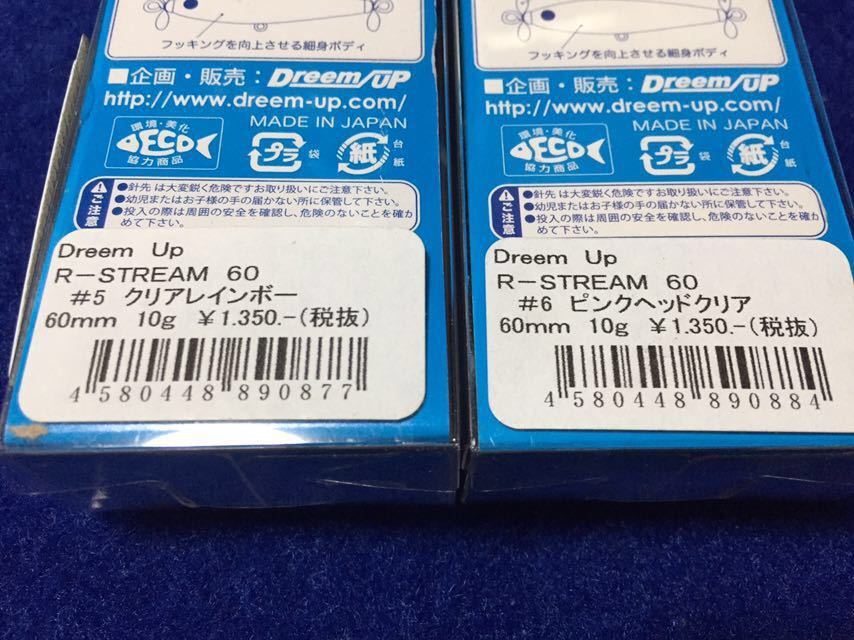 フッキングを向上させる細身ボディ
■企画・販売：Dreem UP
http://www.dreem-up.com/
MADE IN JAPAN
環境・美化
ECO
協力商品
プラ
袋
紙
台紙
ご注意
●針先は大変鋭く危険ですお取り扱いにご注意下さい。
●幼児またはお子様の手の届かない所に保管して下さい。
●投入の際は周囲の安全を確認し、危険のないことを確か
めて下さい。
Dreem Up
R－STREAM 60
#5 クリアレインボー
60mm 10g ￥1.350.-(税抜)
4 580448 890877
フッキングを向上させる細身ボディ
■企画・販売：Dreem UP
http://www.dreem-up.com/
MADE IN JAPAN
環境・美化
ECO
協力商品
プラ
袋
紙
台紙
ご注意
●針先は大変鋭く危険ですお取り扱いにご注意下さい。
●幼児またはお子様の手の届かない所に保管して下さい。
●投入の際は周囲の安全を確認し、危険のないことを確か
めて下さい。
Dreem Up
R－STREAM 60
#6 ピンクヘッドクリア
60mm 10g ￥1.350.-(税抜)
4 580448 890884